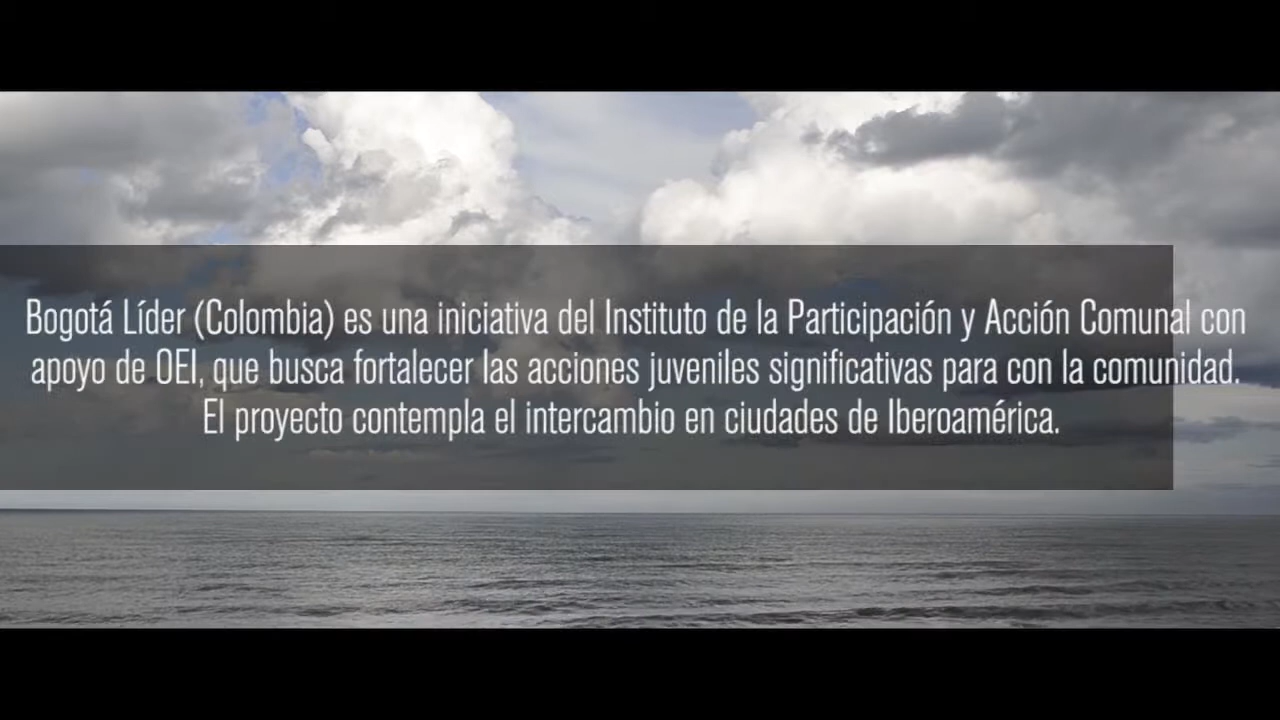 Bogotá Líder (Colombia) es una iniciativa del Instituto de la Participación y Acción Comunal con
apoyo de OEI, que busca fortalecer las acciones juveniles significativas para con la comunidad.
El proyecto contempla el intercambio en ciudades de Iberoamérica.